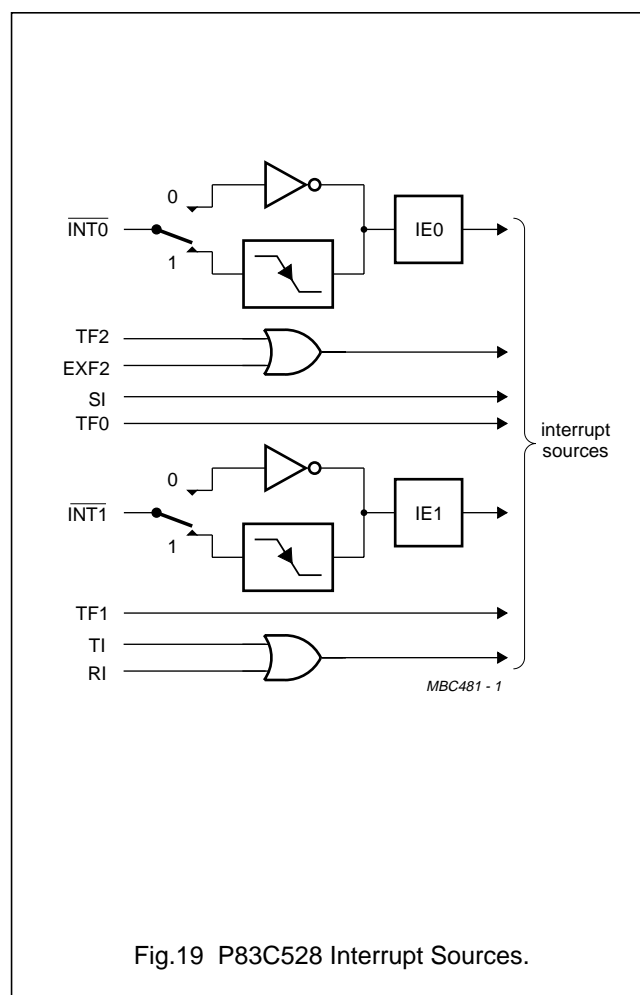 0
INT0
IE0
1
TF2
EXF2
SI
TF0
interrupt
sources
0
INT1
IE1
1
TF1
TI
RI
MBC481 - 1
Fig.19 P83C528 Interrupt Sources.